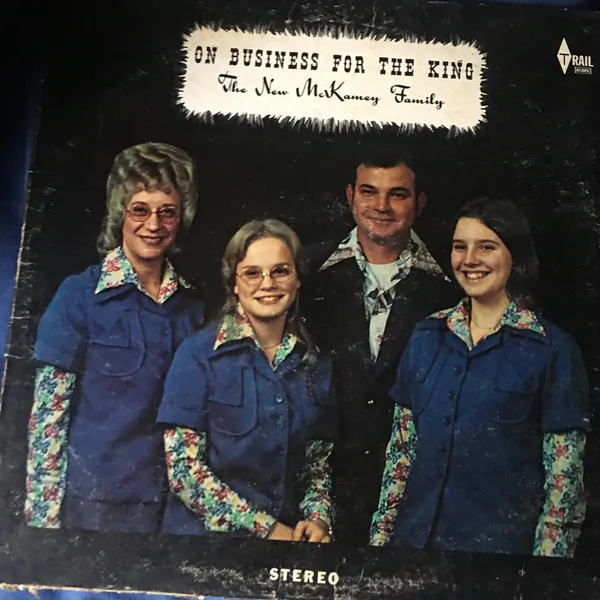 ON BUSINESS FOR THE KING
The New McKamey Family
TRAIL
STEREO